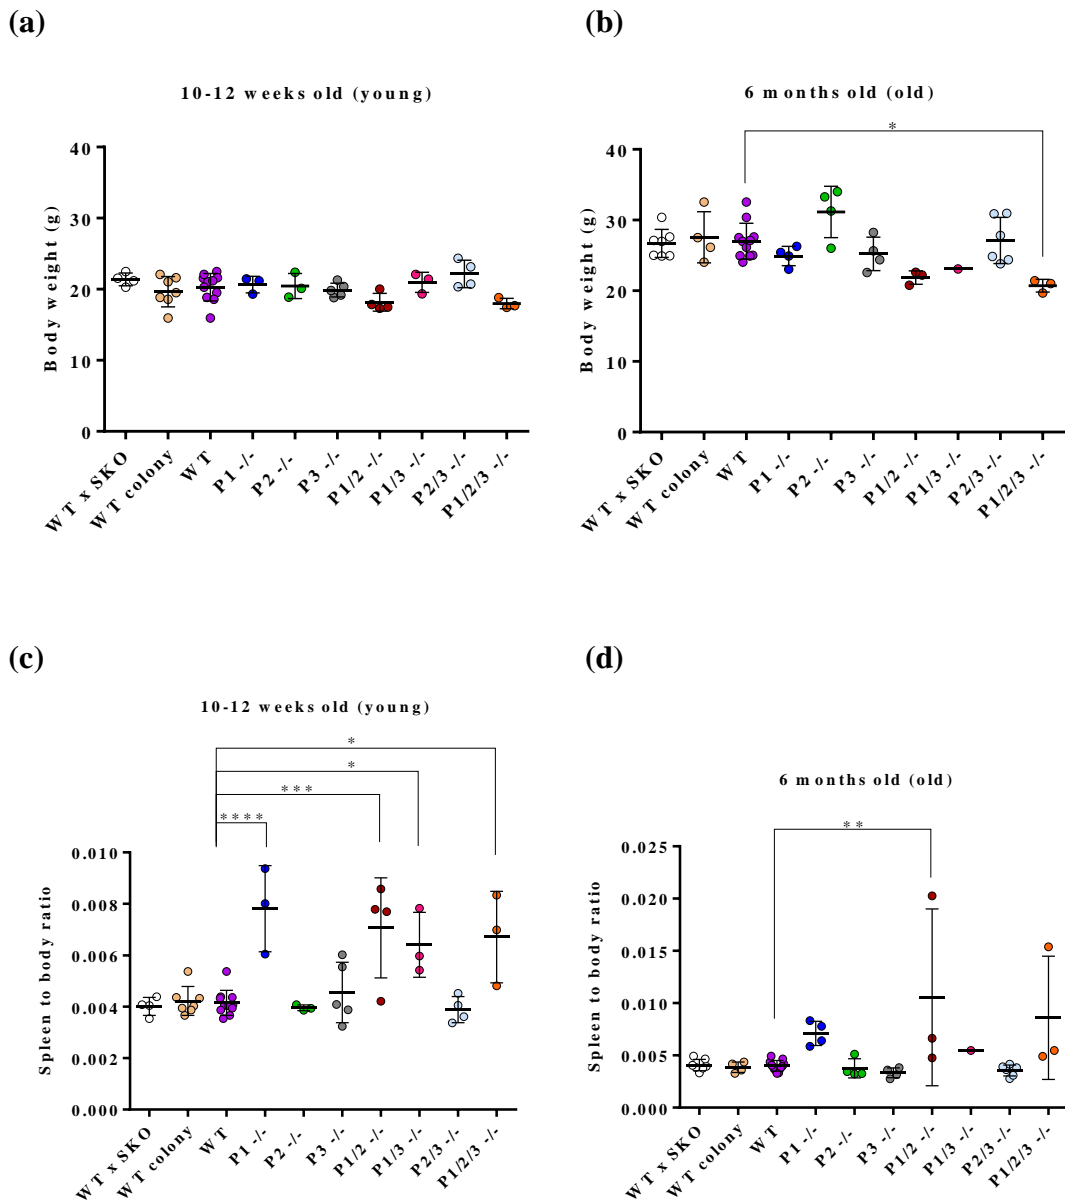 (a)
10-12 weeks old (young)
Body weight (g)
40
30
20
10
0
WT x SKO
WT colony
WT
P1 -/-
P2 -/-
P3 -/-
P1/2 -/-
P1/3 -/-
P2/3 -/-
P1/2/3 -/-
(b)
6 months old (old)
*
Body weight (g)
40
30
20
10
0
WT x SKO
WT colony
WT
P1 -/-
P2 -/-
P3 -/-
P1/2 -/-
P1/3 -/-
P2/3 -/-
P1/2/3 -/-
(c)
10-12 weeks old (young)
*
*
***
****
Spleen to body ratio
0.010
0.008
0.006
0.004
0.002
0.000
WT x SKO
WT colony
WT
P1 -/-
P2 -/-
P3 -/-
P1/2 -/-
P1/3 -/-
P2/3 -/-
P1/2/3 -/-
(d)
6 months old (old)
**
Spleen to body ratio
0.025
0.020
0.015
0.010
0.005
0.000
WT x SKO
WT colony
WT
P1 -/-
P2 -/-
P3 -/-
P1/2 -/-
P1/3 -/-
P2/3 -/-
P1/2/3 -/-